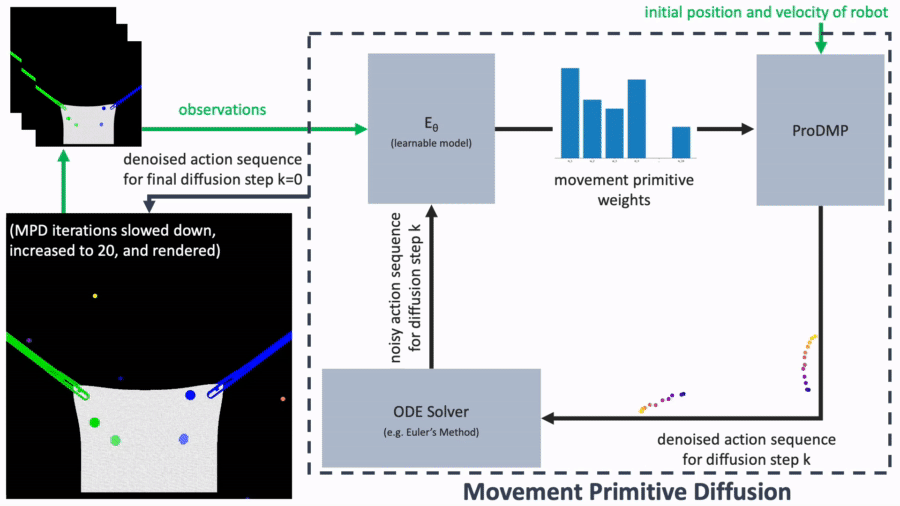 initial position and velocity of robot
observations
denoised action sequence
for final diffusion step k=0
(MPD iterations slowed down,
increased to 20, and rendered)
Eθ
(learnable model)
movement primitive
weights
ProDMP
noisy action sequence
for diffusion step k
ODE Solver
(e.g. Euler's Method)
denoised action sequence
for diffusion step k
Movement Primitive Diffusion